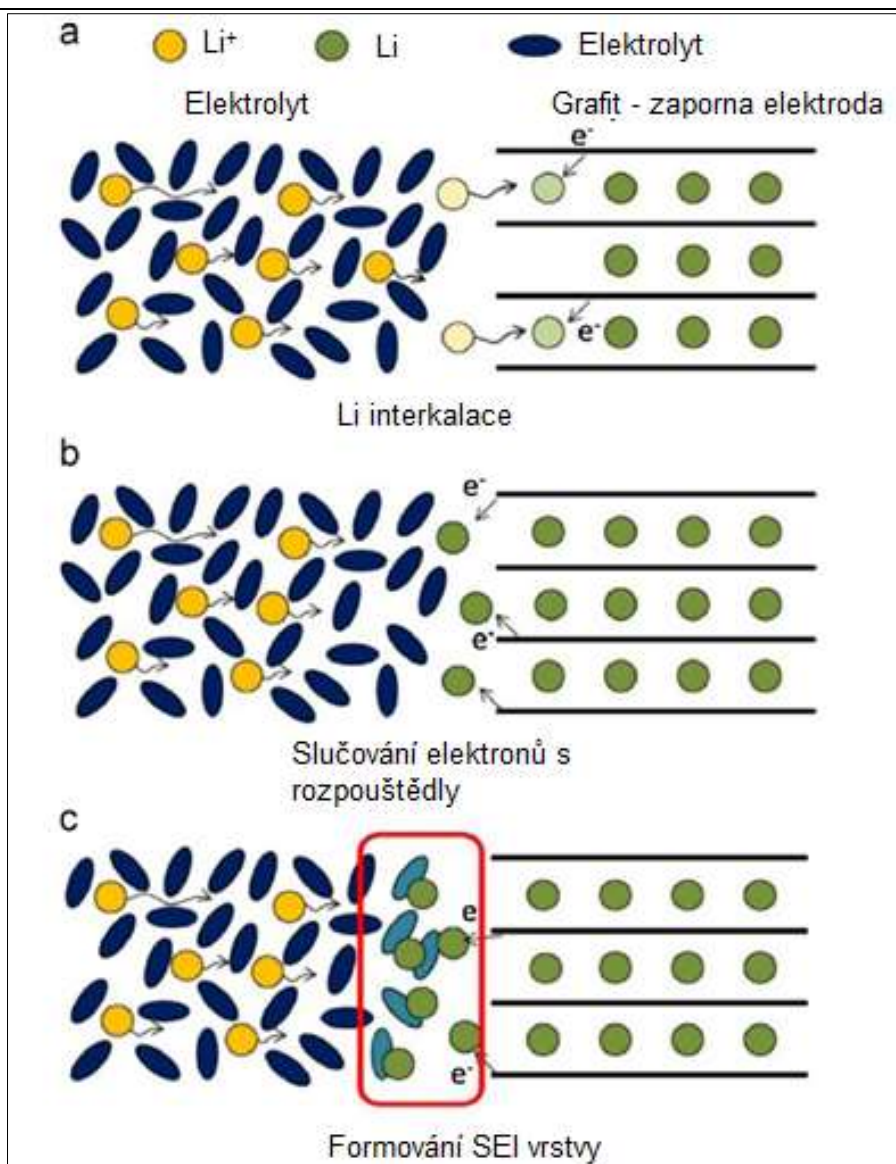 a
Li⁺ Li Elektrolyt
Elektrolyt Grafit - zaporna elektroda
e⁻
e⁻
Li interkalace
b
e⁻
e⁻
Slučování elektronů s
rozpouštědly
c
e
e⁻
Formování SEI vrstvy